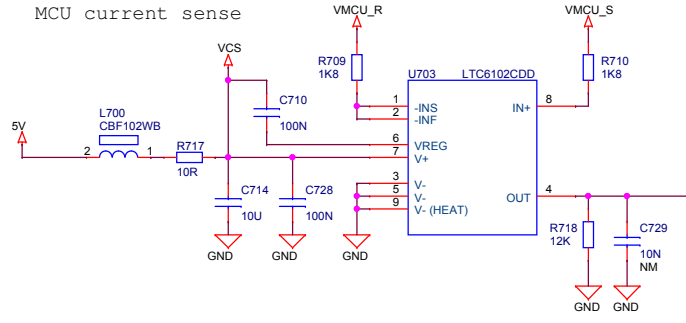 MCU current sense
VMCU_R
VMCU_S
VCS
R709
1K8
R710
1K8
U703
LTC6102CDD
C710
100N
1
-INS
2
-INF
IN+
8
L700
CBF102WB
5V
2
1
R717
10R
6
VREG
7
V+
3
V-
5
V-
9
V- (HEAT)
OUT
4
C714
10U
C728
100N
R718
12K
C729
10N
NM
GND
GND
GND
GND
GND